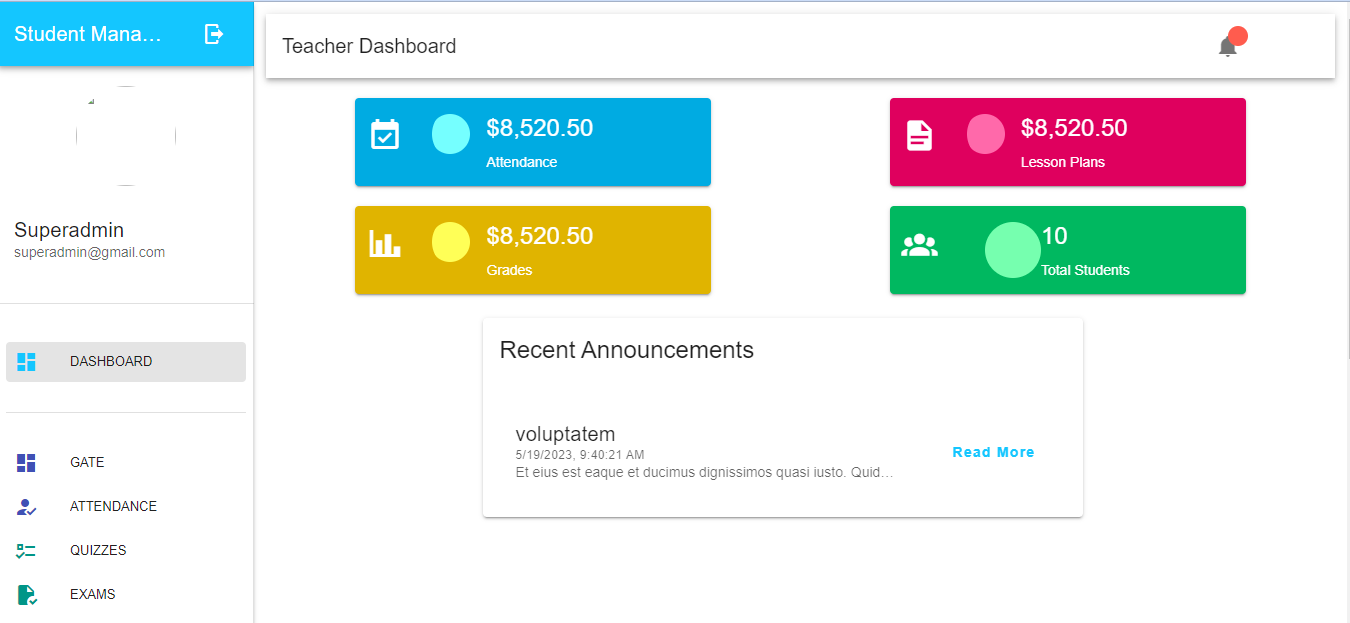 Student Mana...
Teacher Dashboard
Superadmin
superadmin@gmail.com
DASHBOARD
GATE
ATTENDANCE
QUIZZES
EXAMS
$8,520.50
Attendance
$8,520.50
Lesson Plans
$8,520.50
Grades
10
Total Students
Recent Announcements
voluptatem
5/19/2023, 9:40:21 AM
Et eius est eaque et ducimus dignissimos quasi iusto. Quid...
Read More